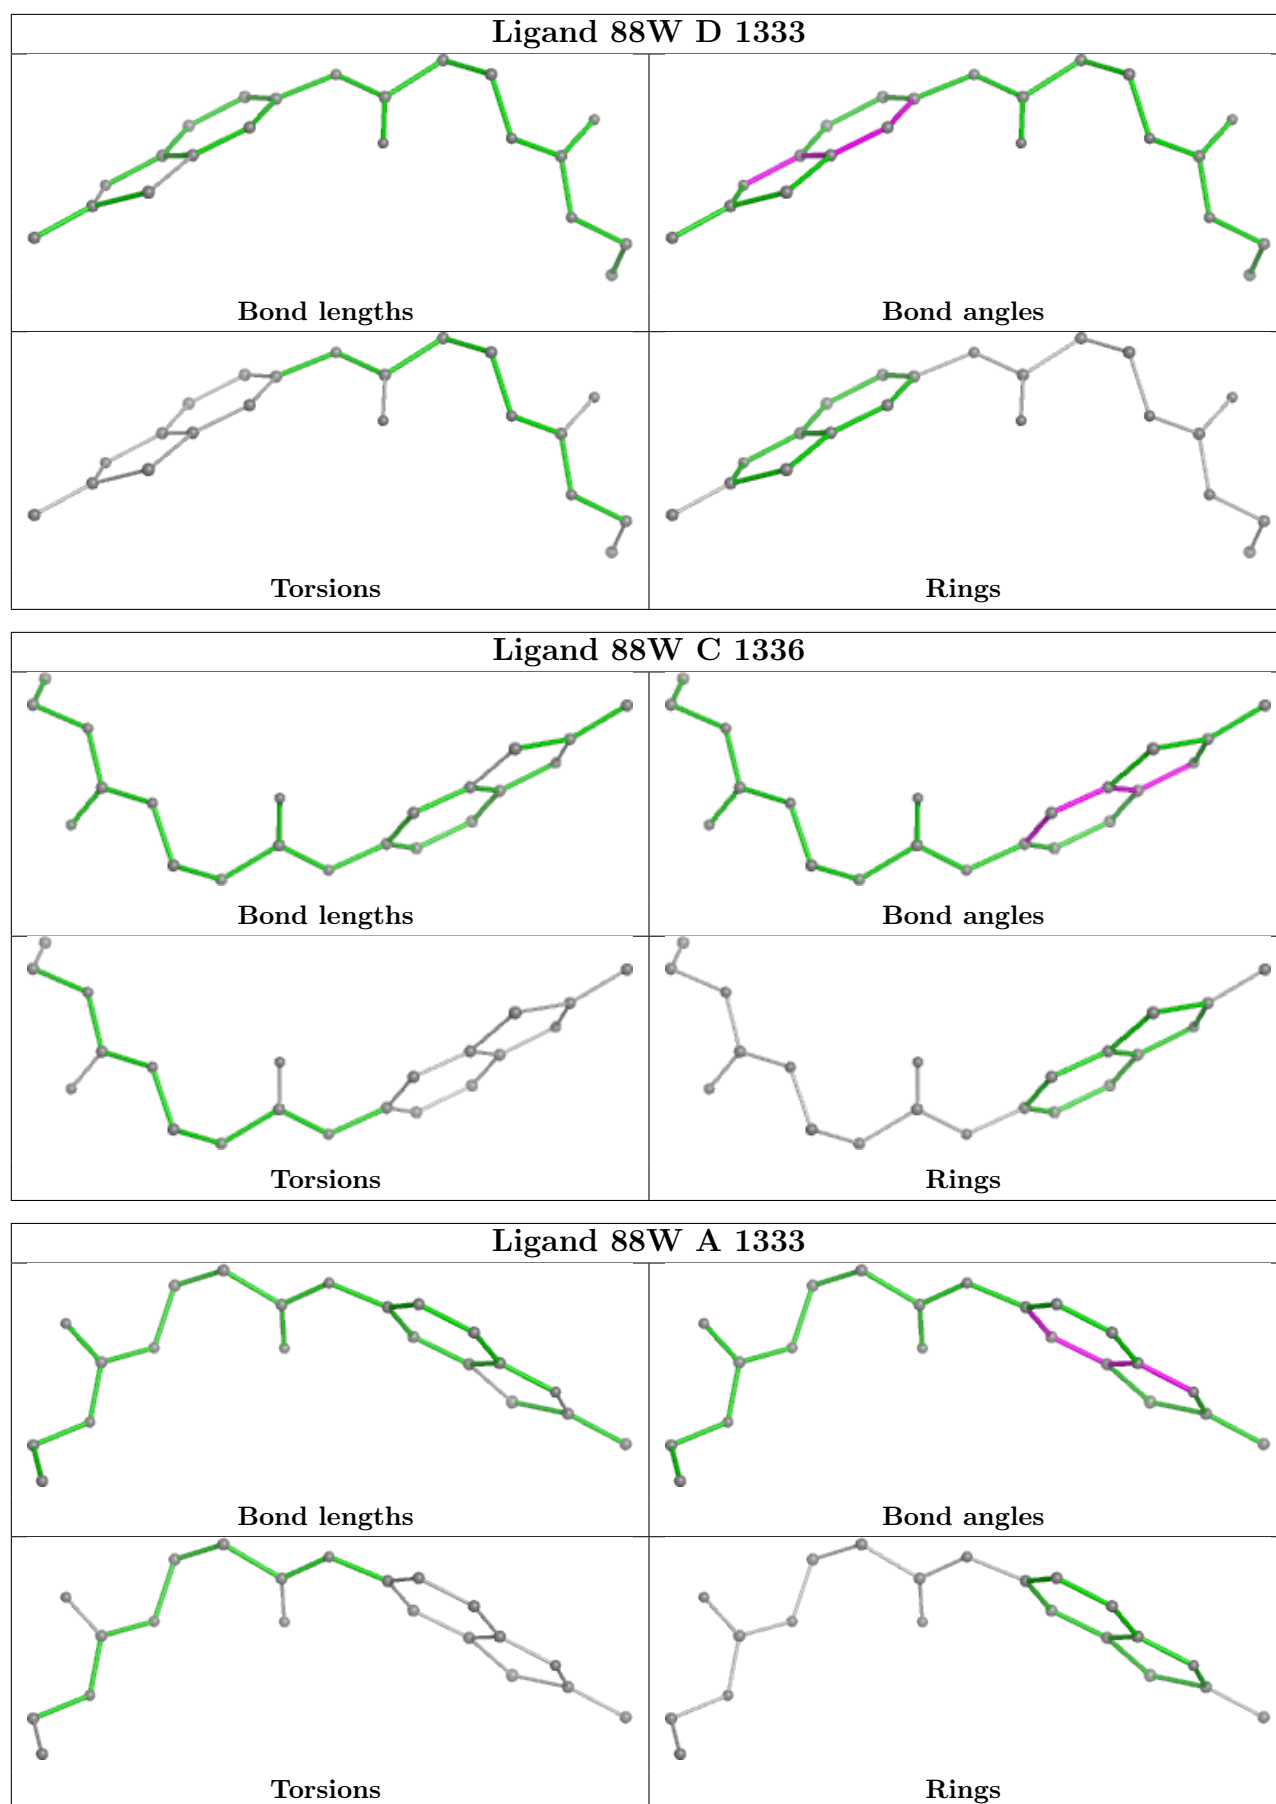 Ligand 88W D 1333
Bond lengths
Bond angles
Torsions
Rings
Ligand 88W C 1336
Bond lengths
Bond angles
Torsions
Rings
Ligand 88W A 1333
Bond lengths
Bond angles
Torsions
Rings